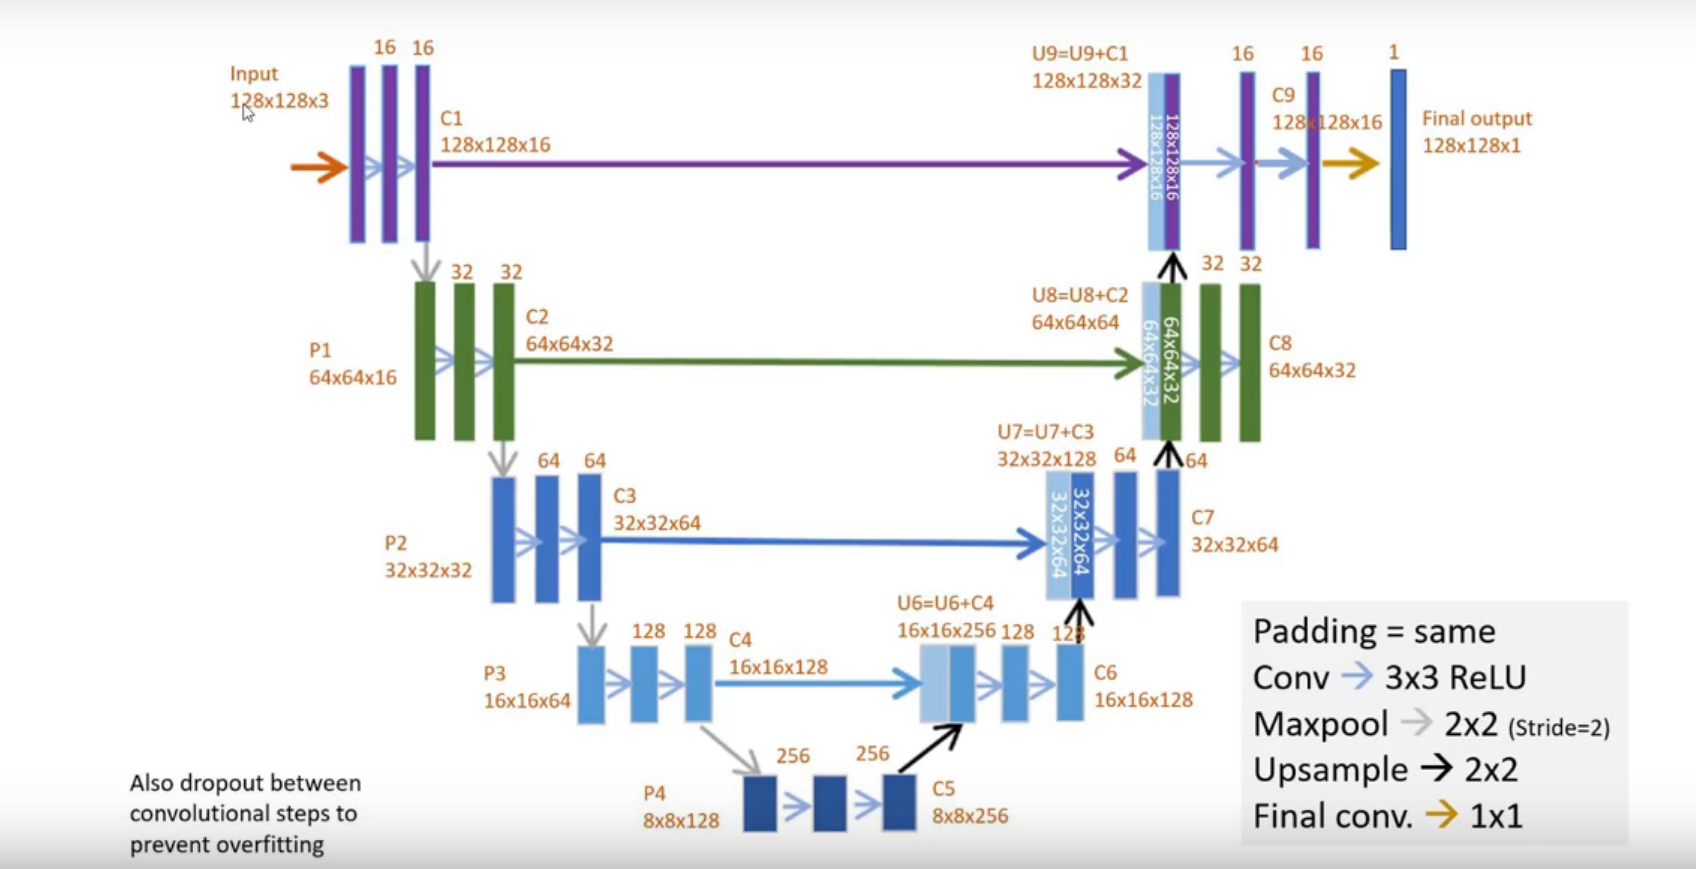 16 16
Input
128x128x3
C1
128x128x16
U9=U9+C1
128x128x32
128x128x16
128x128x16
16
16
1
C9
128x128x16
Final output
128x128x1
32
32
P1
64x64x16
C2
64x64x32
U8=U8+C2
64x64x64
64x64x32
64x64x32
32
32
C8
64x64x32
64
64
P2
32x32x32
C3
32x32x64
U7=U7+C3
32x32x128
32x32x64
32x32x64
64
64
C7
32x32x64
128
128
P3
16x16x64
C4
16x16x128
U6=U6+C4
16x16x256
128
128
C6
16x16x128
256
256
P4
8x8x128
C5
8x8x256
Also dropout between
convolutional steps to
prevent overfitting
Padding = same
Conv → 3x3 ReLU
Maxpool → 2x2 (Stride=2)
Upsample → 2x2
Final conv. → 1x1